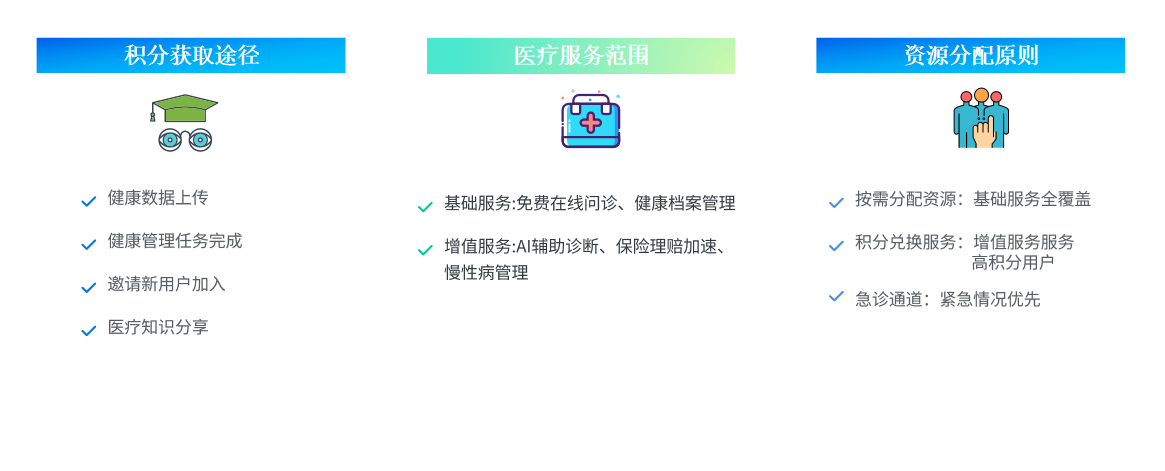 积分获取途径
健康数据上传
健康管理任务完成
邀请新用户加入
医疗知识分享
医疗服务范围
基础服务:免费在线问诊、健康档案管理
增值服务:AI辅助诊断、保险理赔加速、
慢性病管理
资源分配原则
按需分配资源：基础服务全覆盖
积分兑换服务：增值服务服务
高积分用户
急诊通道：紧急情况优先